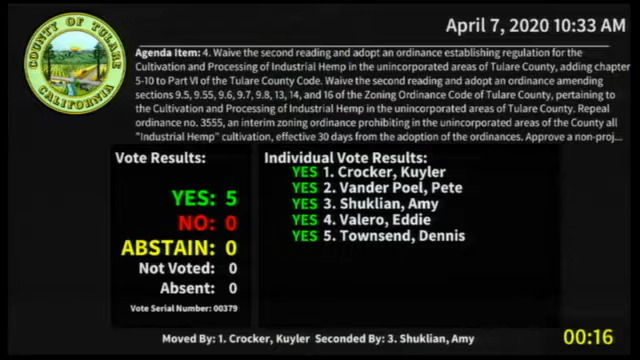 COUNTY OF TULARE
CALIFORNIA
April 7, 2020 10:33 AM
Agenda Item: 4. Waive the second reading and adopt an ordinance establishing regulation for the
Cultivation and Processing of Industrial Hemp in the unincorporated areas of Tulare County, adding chapter
5-10 to Part VI of the Tulare County Code. Waive the second reading and adopt an ordinance amending
sections 9.5, 9.55, 9.6, 9.7, 9.8, 13, 14, and 16 of the Zoning Ordinance Code of Tulare County, pertaining to
the Cultivation and Processing of Industrial Hemp in the unincorporated areas of Tulare County. Repeal
ordinance no. 3555, an interim zoning ordinance prohibiting in the unincorporated areas of the County all
"Industrial Hemp" cultivation, effective 30 days from the adoption of the ordinances. Approve a non-proj...
Vote Results:
YES: 5
NO: 0
ABSTAIN: 0
Not Voted: 0
Absent: 0
Vote Serial Number: 00379
Individual Vote Results:
YES 1. Crocker, Kuyler
YES 2. Vander Poel, Pete
YES 3. Shuklian, Amy
YES 4. Valero, Eddie
YES 5. Townsend, Dennis
Moved By: 1. Crocker, Kuyler Seconded By: 3. Shuklian, Amy
00:16